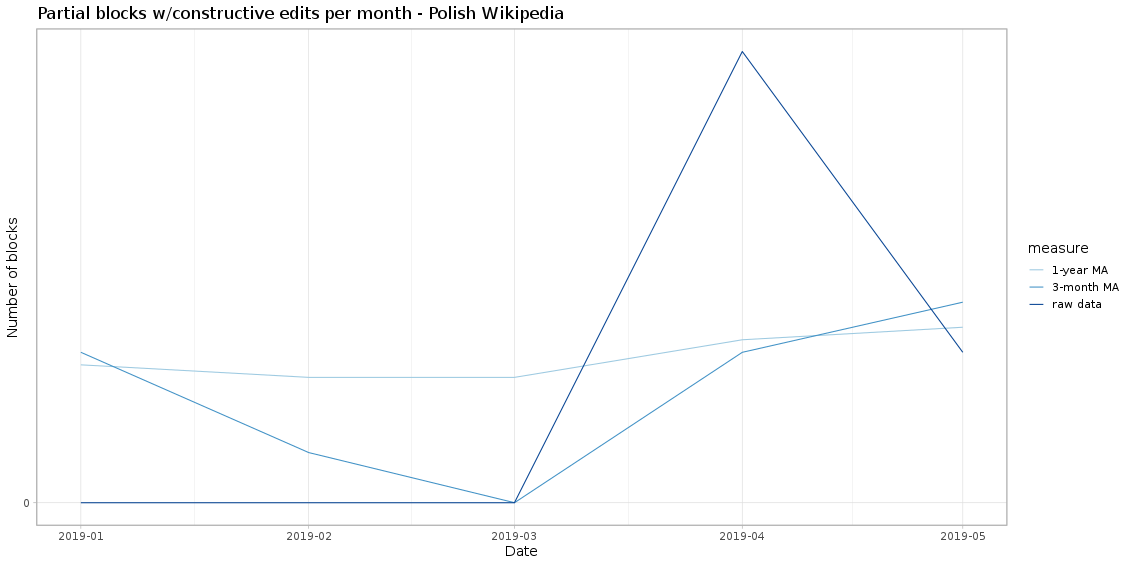 Partial blocks w/constructive edits per month - Polish Wikipedia
Number of blocks
0
2019-01
2019-02
2019-03
2019-04
2019-05
Date
measure
1-year MA
3-month MA
raw data